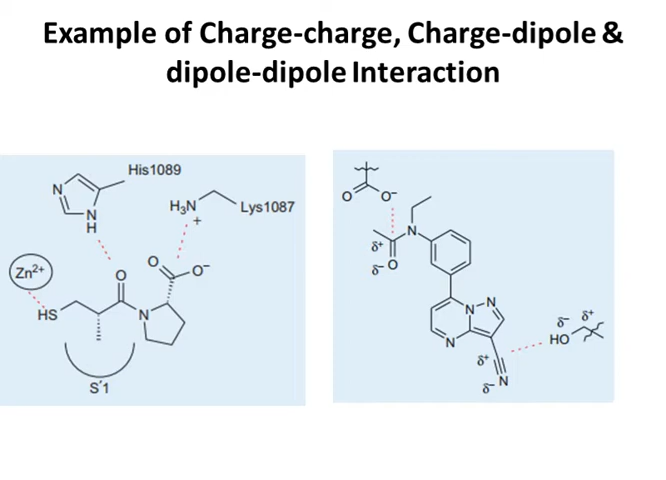 Example of Charge-charge, Charge-dipole &
dipole-dipole Interaction
His1089
N
N
H
H₃N
+
Lys1087
Zn²⁺
O
O
O⁻
HS
N
S'1
O
O⁻
N
δ⁺
δ⁻ O
N
N
N
δ⁻ δ⁺
HO
δ⁺
δ⁻ N